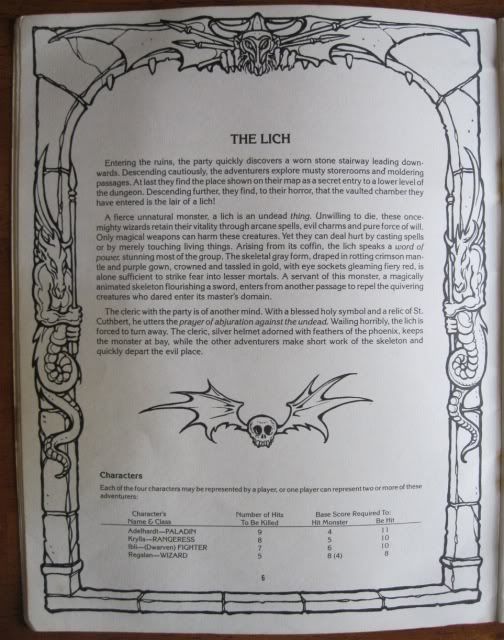 THE LICH
Entering the ruins, the party quickly discovers a worn stone stairway leading down-
wards. Descending cautiously, the adventurers explore musty storerooms and moldering
passages. At last they find the place shown on their map as a secret entry to a lower level of
the dungeon. Descending further, they find, to their horror, that the vaulted chamber they
have entered is the lair of a lich!
A fierce unnatural monster, a lich is an undead thing. Unwilling to die, these once-
mighty wizards retain their vitality through arcane spells, evil charms and pure force of will.
Only magical weapons can harm these creatures. Yet they can deal hurt by casting spells
or by merely touching living things. Arising from its coffin, the lich speaks a word of
power, stunning most of the group. The skeletal gray form, draped in rotting crimson man-
tle and purple gown, crowned and tassled in gold, with eye sockets gleaming fiery red, is
alone sufficient to strike fear into lesser mortals. A servant of this monster, a magically
animated skeleton flourishing a sword, enters from another passage to repel the quivering
creatures who dared enter its master's domain.
The cleric with the party is of another mind. With a blessed holy symbol and a relic of St.
Cuthbert, he utters the prayer of abjuration against the undead. Wailing horribly, the lich is
forced to turn away. The cleric, silver helmet adorned with feathers of the phoenix, keeps
the monster at bay, while the other adventurers make short work of the skeleton and
quickly depart the evil place.
Characters
Each of the four characters may be represented by a player, or one player can represent two or more of these
adventurers:
Character's Number of Hits Base Score Required To:
Name & Class To Be Killed Hit Monster Be Hit
Adelhardt—PALADIN 9 4 11
Krylla—RANGERESS 8 5 10
Ibli—(Dwarven) FIGHTER 7 6 10
Regalan—WIZARD 5 8 (4) 8
6